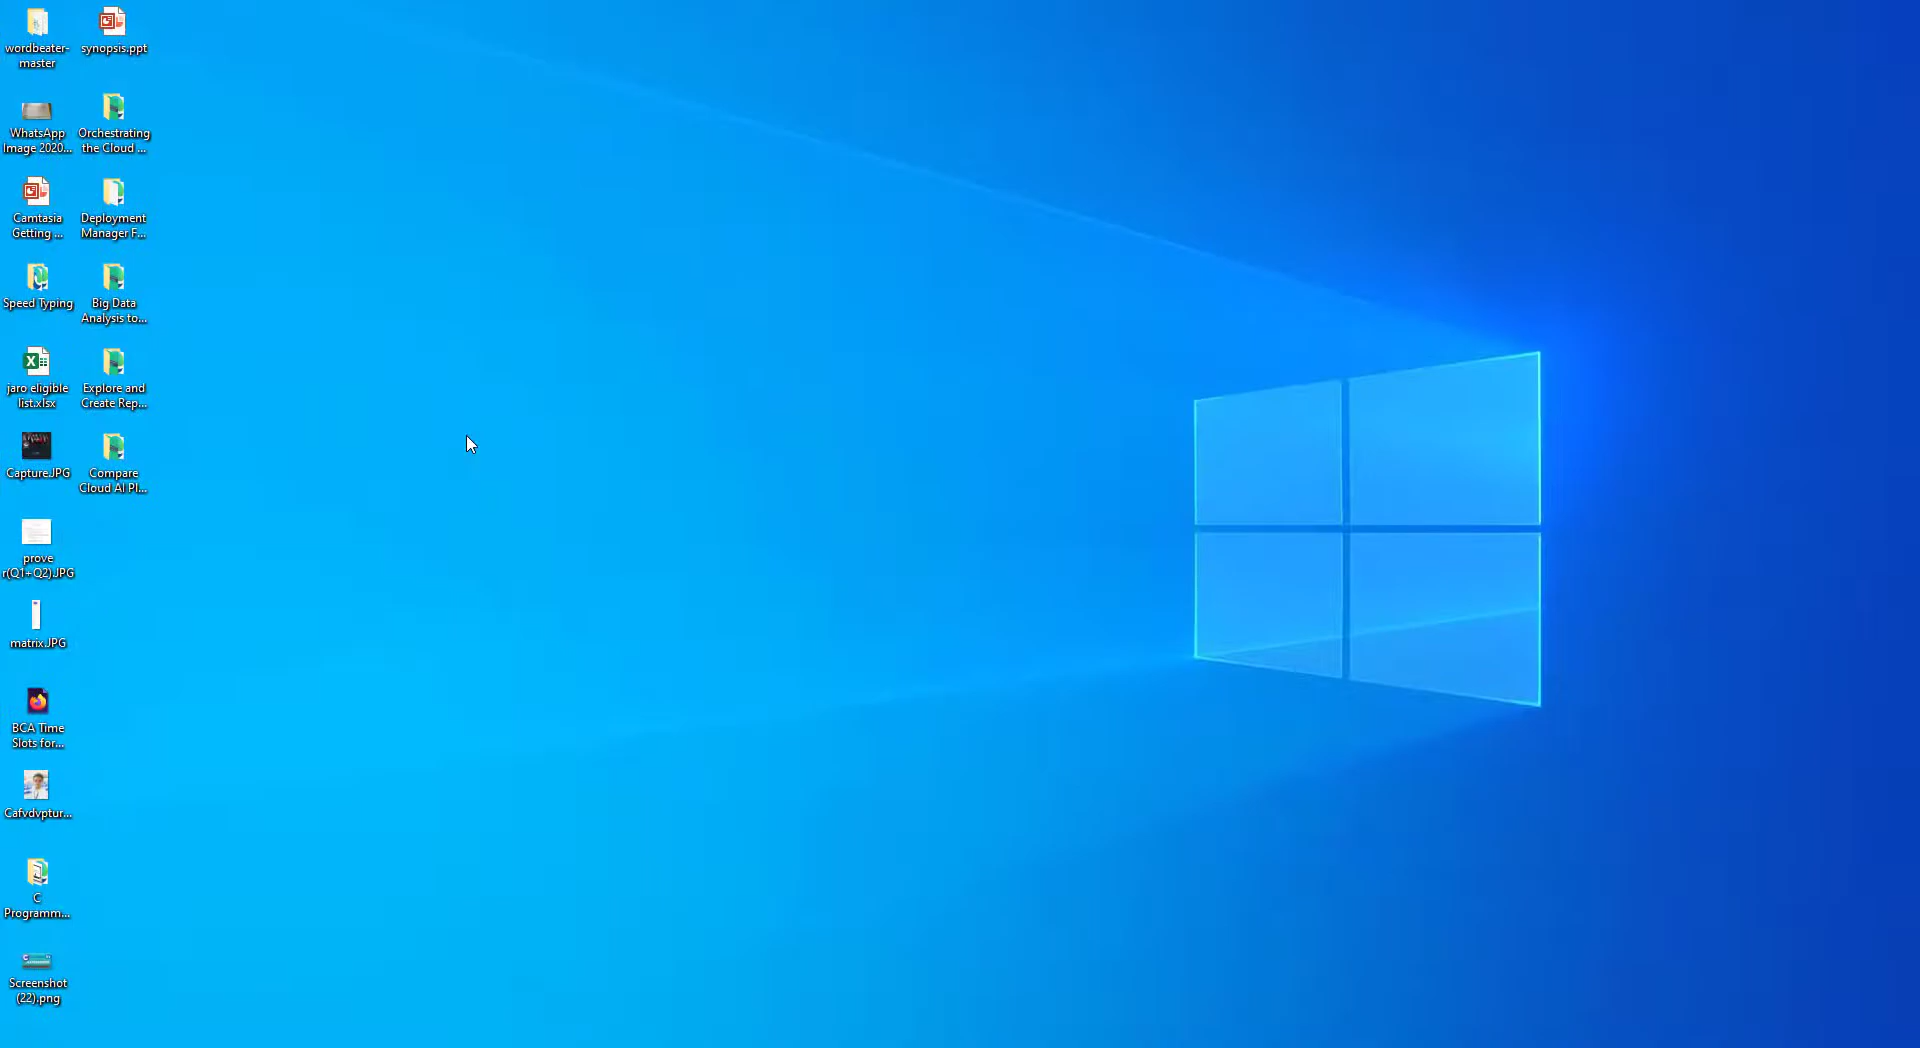 wordbeater-
master
WhatsApp
Image 2020...
Camtasia
Getting ...
Speed Typing
jaro eligible
list.xlsx
Capture.JPG
prove
r(Q1+Q2).JPG
matrix.JPG
BCA Time
Slots for...
Cafvdvptur...
C
Programm...
Screenshot
(22).png
synopsis.ppt
Orchestrating
the Cloud ...
Deployment
Manager F...
Big Data
Analysis to...
Explore and
Create Rep...
Compare
Cloud AI Pl...